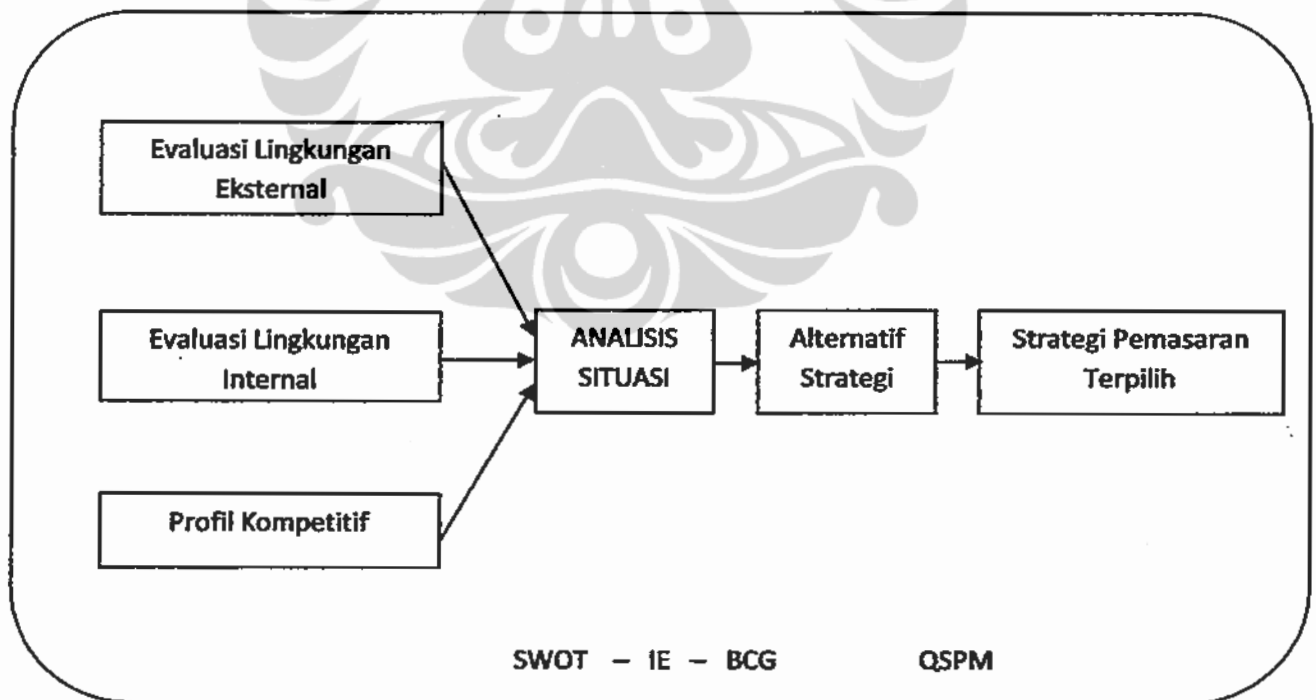 Evaluasi Lingkungan
Eksternal
Evaluasi Lingkungan
Internal
Profil Kompetitif
ANALISIS
SITUASI
Alternatif
Strategi
Strategi Pemasaran
Terpilih
SWOT – IE – BCG
QSPM